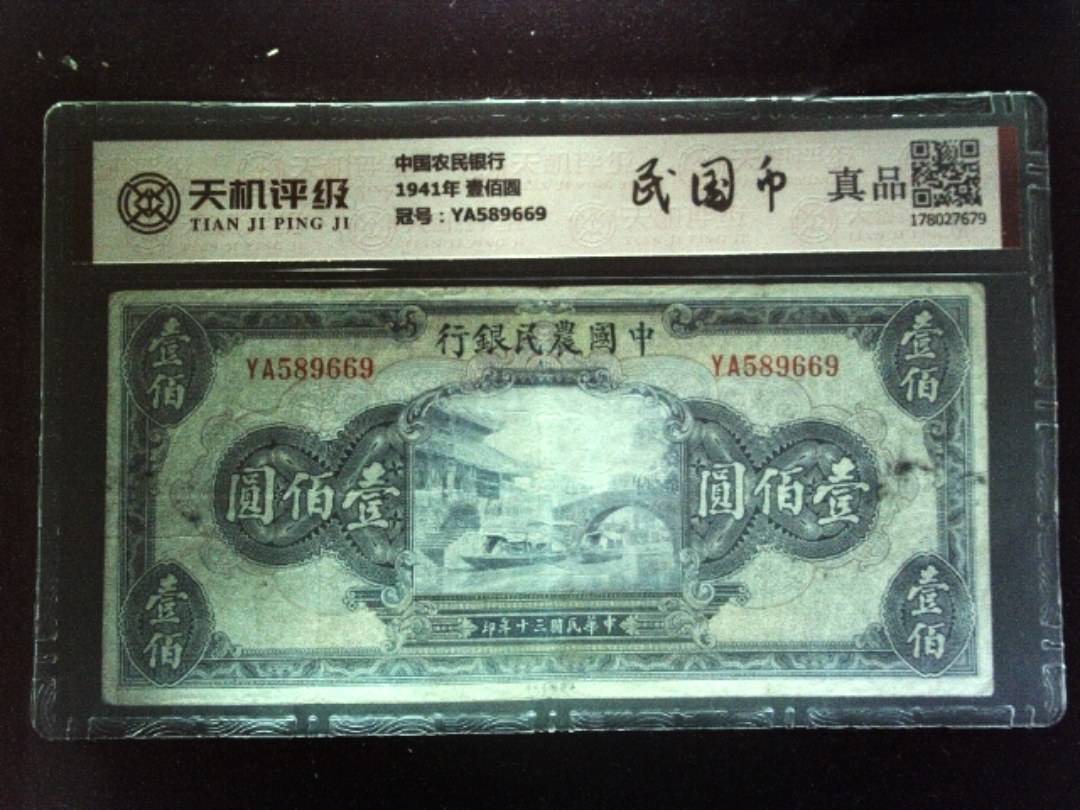 天机评级
TIAN JI PING JI
中国农民银行
1941年 壹佰圆
冠号：YA589669
民国币
真品
178027679
壹佰
行銀民農國中
壹佰
YA589669
YA589669
圓佰壹
圓佰壹
印年十三國民華中
壹佰
壹佰